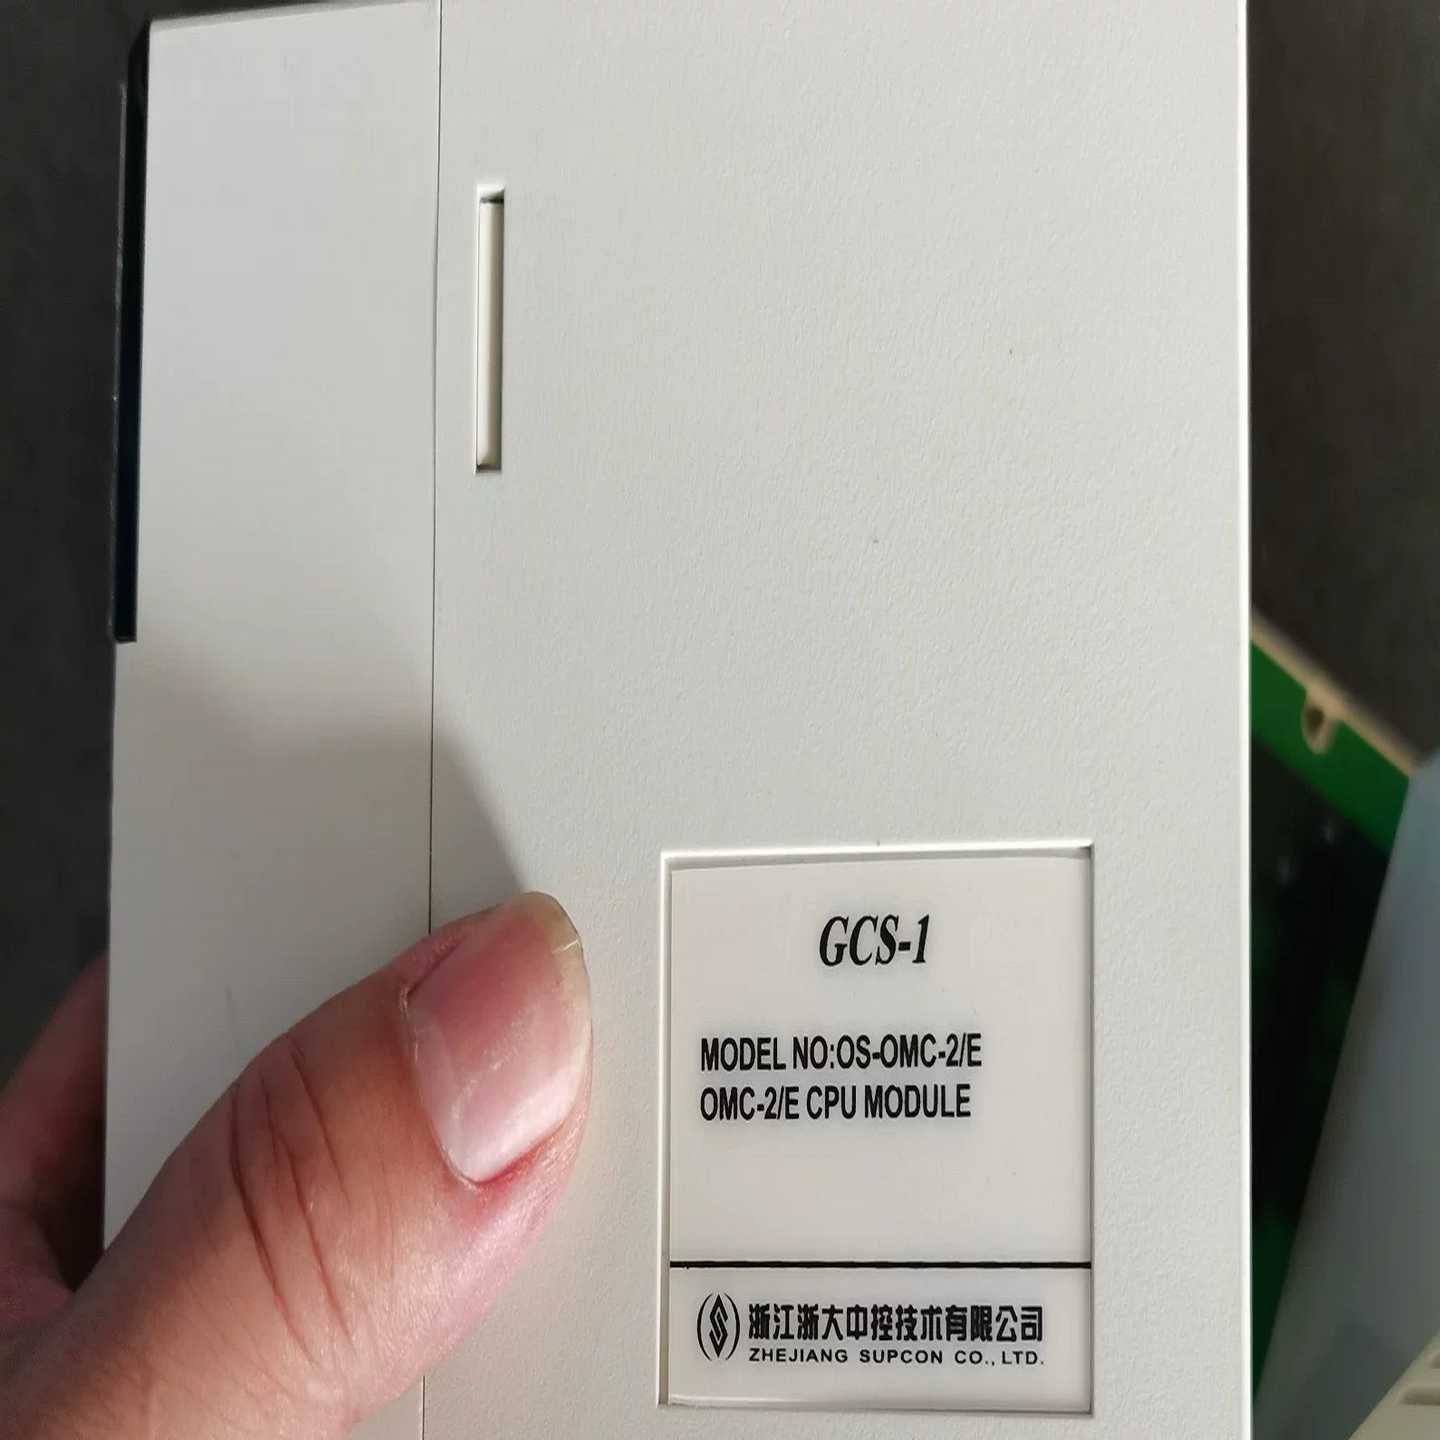 GCS-1
MODEL NO:OS-OMC-2/E
OMC-2/E CPU MODULE
浙江浙大中控技术有限公司
ZHEJIANG SUPCON CO., LTD.